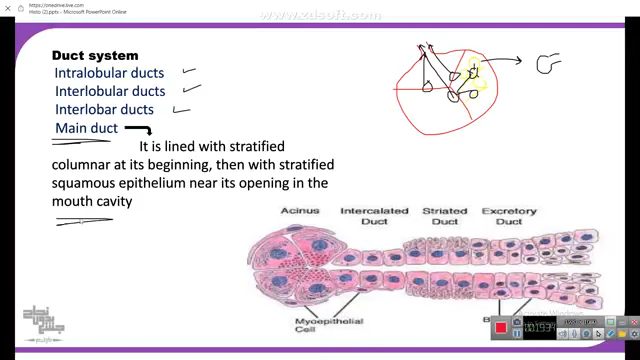 Histo (2).pptx - Microsoft PowerPoint Online
onedrive.live.com
www.zdsoft.com
Duct system
Intralobular ducts
Interlobular ducts
Interlobar ducts
Main duct
It is lined with stratified
columnar at its beginning, then with stratified
squamous epithelium near its opening in the
mouth cavity
Acinus Intercalated Duct Striated Duct Excretory Duct
Myoepithelial
Cell